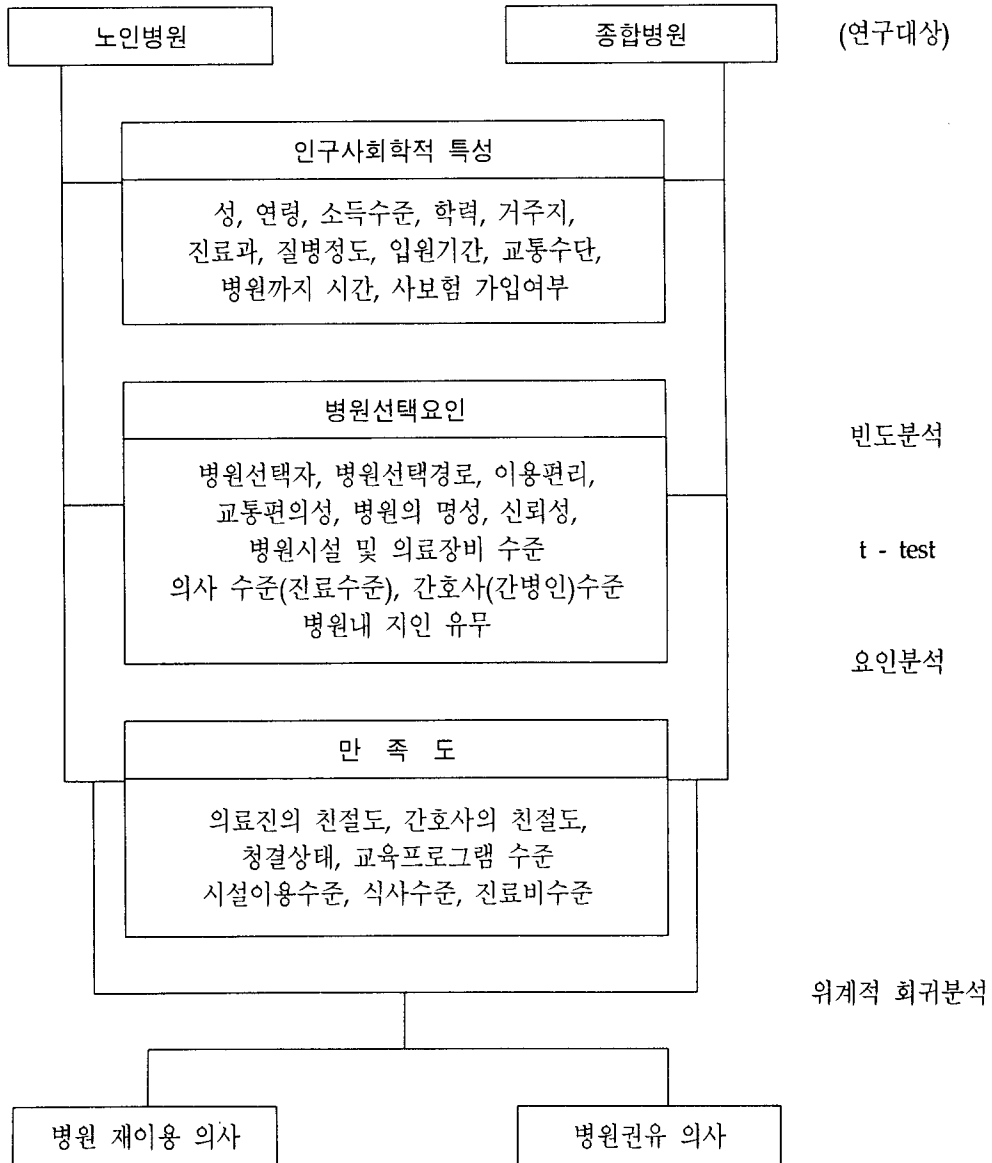 노인병원
종합병원
(연구대상)
인구사회학적 특성
성, 연령, 소득수준, 학력, 거주지,
진료과, 질병정도, 입원기간, 교통수단,
병원까지 시간, 사보험 가입여부
병원선택요인
빈도분석
병원선택자, 병원선택경로, 이용편리,
교통편의성, 병원의 명성, 신뢰성,
병원시설 및 의료장비 수준
t - test
의사 수준(진료수준), 간호사(간병인)수준
병원내 지인 유무
요인분석
만 족 도
의료진의 친절도, 간호사의 친절도,
청결상태, 교육프로그램 수준
시설이용수준, 식사수준, 진료비수준
위계적 회귀분석
병원 재이용 의사
병원권유 의사